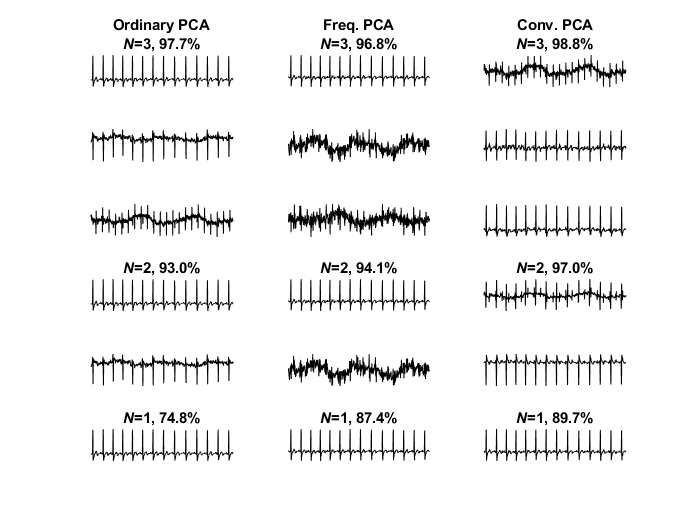 Ordinary PCA Freq. PCA Conv. PCA
N=3, 97.7% N=3, 96.8% N=3, 98.8%
N=2, 93.0% N=2, 94.1% N=2, 97.0%
N=1, 74.8% N=1, 87.4% N=1, 89.7%